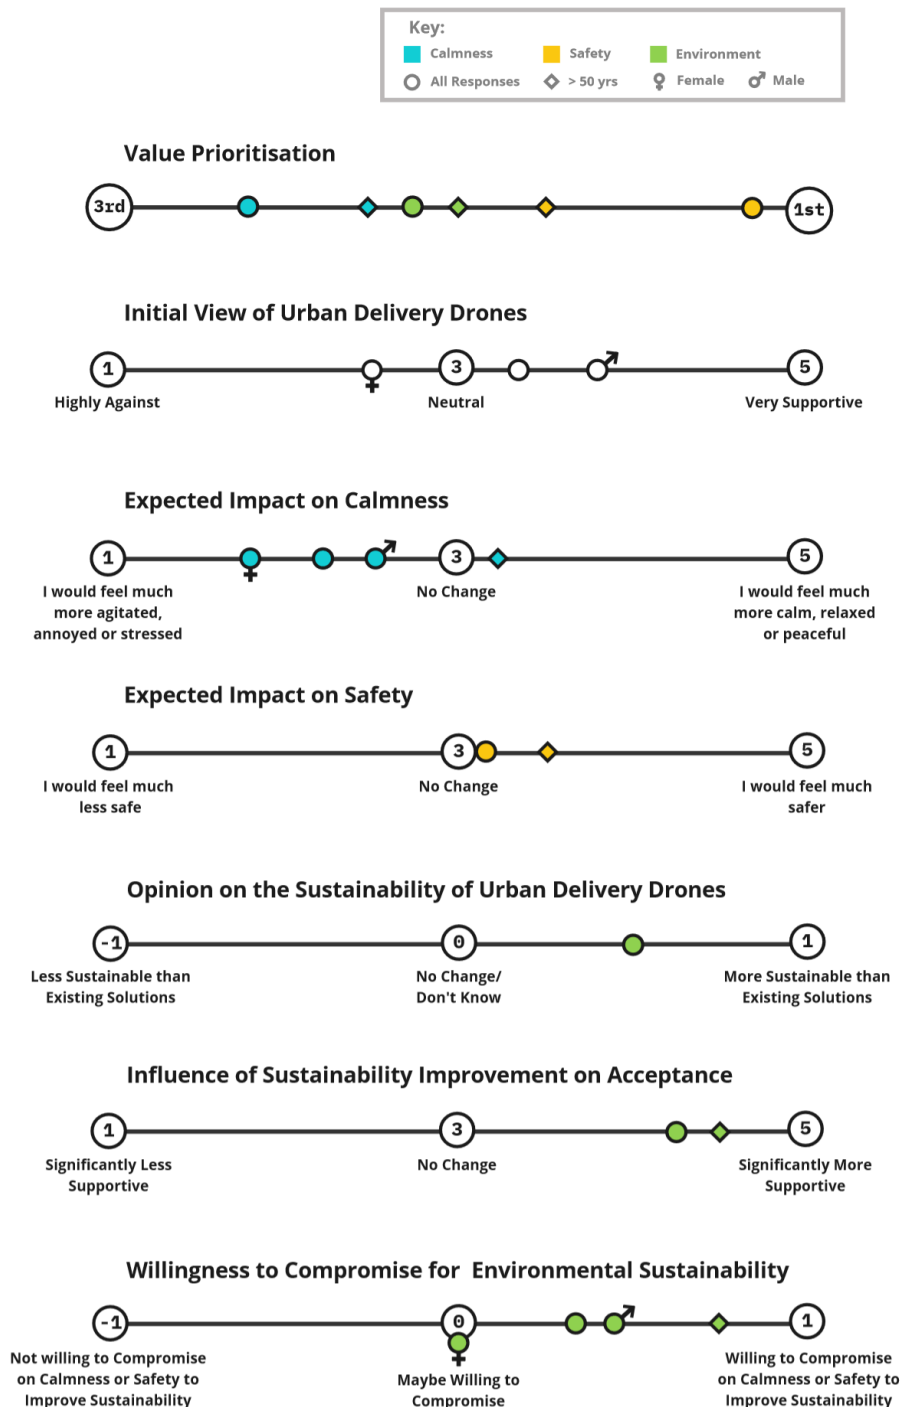 Key:
Calmness Safety Environment
All Responses > 50 yrs Female Male
Value Prioritisation
3rd 1st
Initial View of Urban Delivery Drones
1 3 5
Highly Against Neutral Very Supportive
Expected Impact on Calmness
1 3 5
I would feel much No Change I would feel much
more agitated, more calm, relaxed
annoyed or stressed or peaceful
Expected Impact on Safety
1 3 5
I would feel much No Change I would feel much
less safe safer
Opinion on the Sustainability of Urban Delivery Drones
-1 0 1
Less Sustainable than No Change/ More Sustainable than
Existing Solutions Don't Know Existing Solutions
Influence of Sustainability Improvement on Acceptance
1 3 5
Significantly Less No Change Significantly More
Supportive Supportive
Willingness to Compromise for Environmental Sustainability
-1 0 1
Not willing to Compromise Maybe Willing to Willing to Compromise
on Calmness or Safety to Compromise on Calmness or Safety to
Improve Sustainability Improve Sustainability